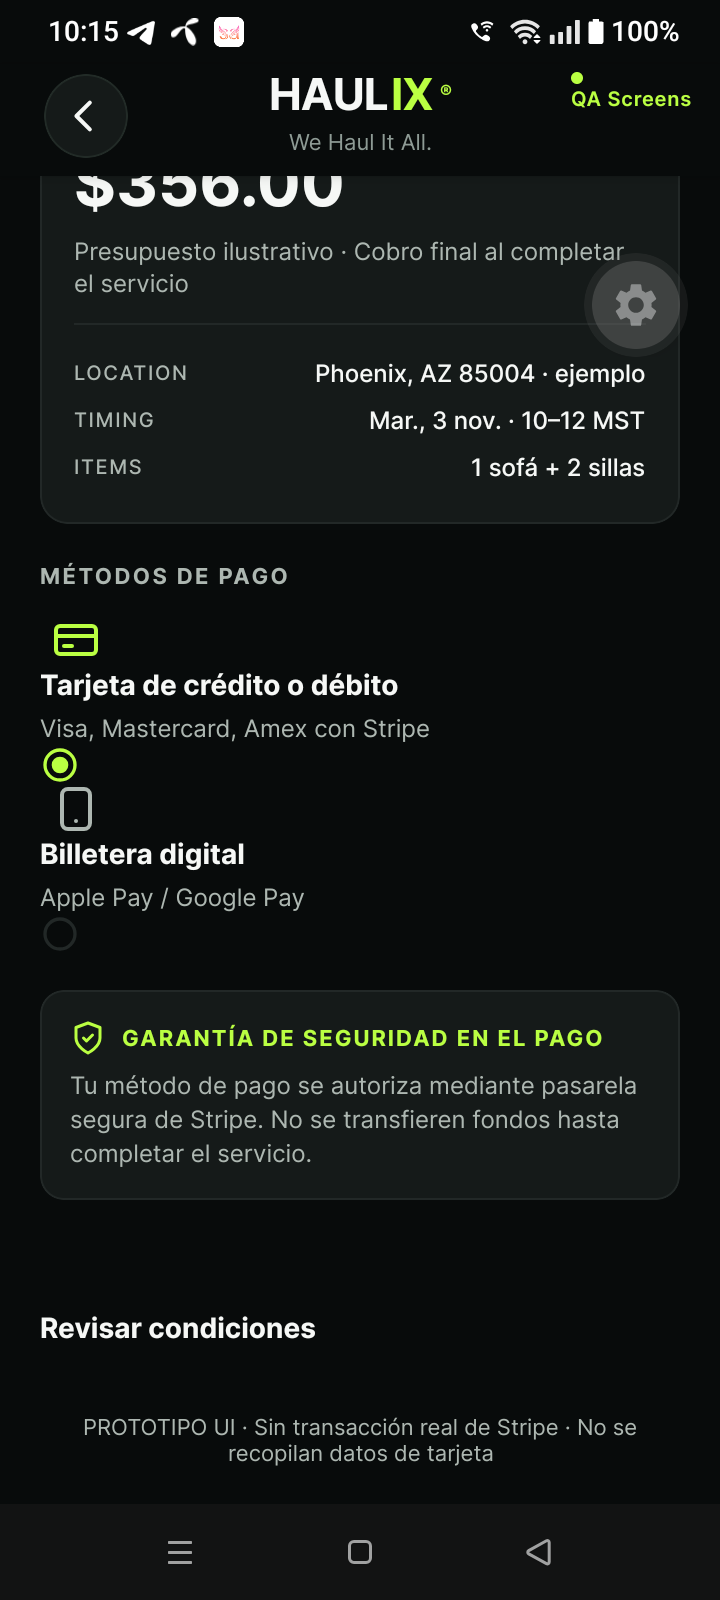 10:15
100%
HAULIX ®
QA Screens
We Haul It All.
$356.00
Presupuesto ilustrativo · Cobro final al completar
el servicio
LOCATION Phoenix, AZ 85004 · ejemplo
TIMING Mar., 3 nov. · 10–12 MST
ITEMS 1 sofá + 2 sillas
MÉTODOS DE PAGO
Tarjeta de crédito o débito
Visa, Mastercard, Amex con Stripe
Billetera digital
Apple Pay / Google Pay
GARANTÍA DE SEGURIDAD EN EL PAGO
Tu método de pago se autoriza mediante pasarela
segura de Stripe. No se transfieren fondos hasta
completar el servicio.
Revisar condiciones
PROTOTIPO UI · Sin transacción real de Stripe · No se
recopilan datos de tarjeta